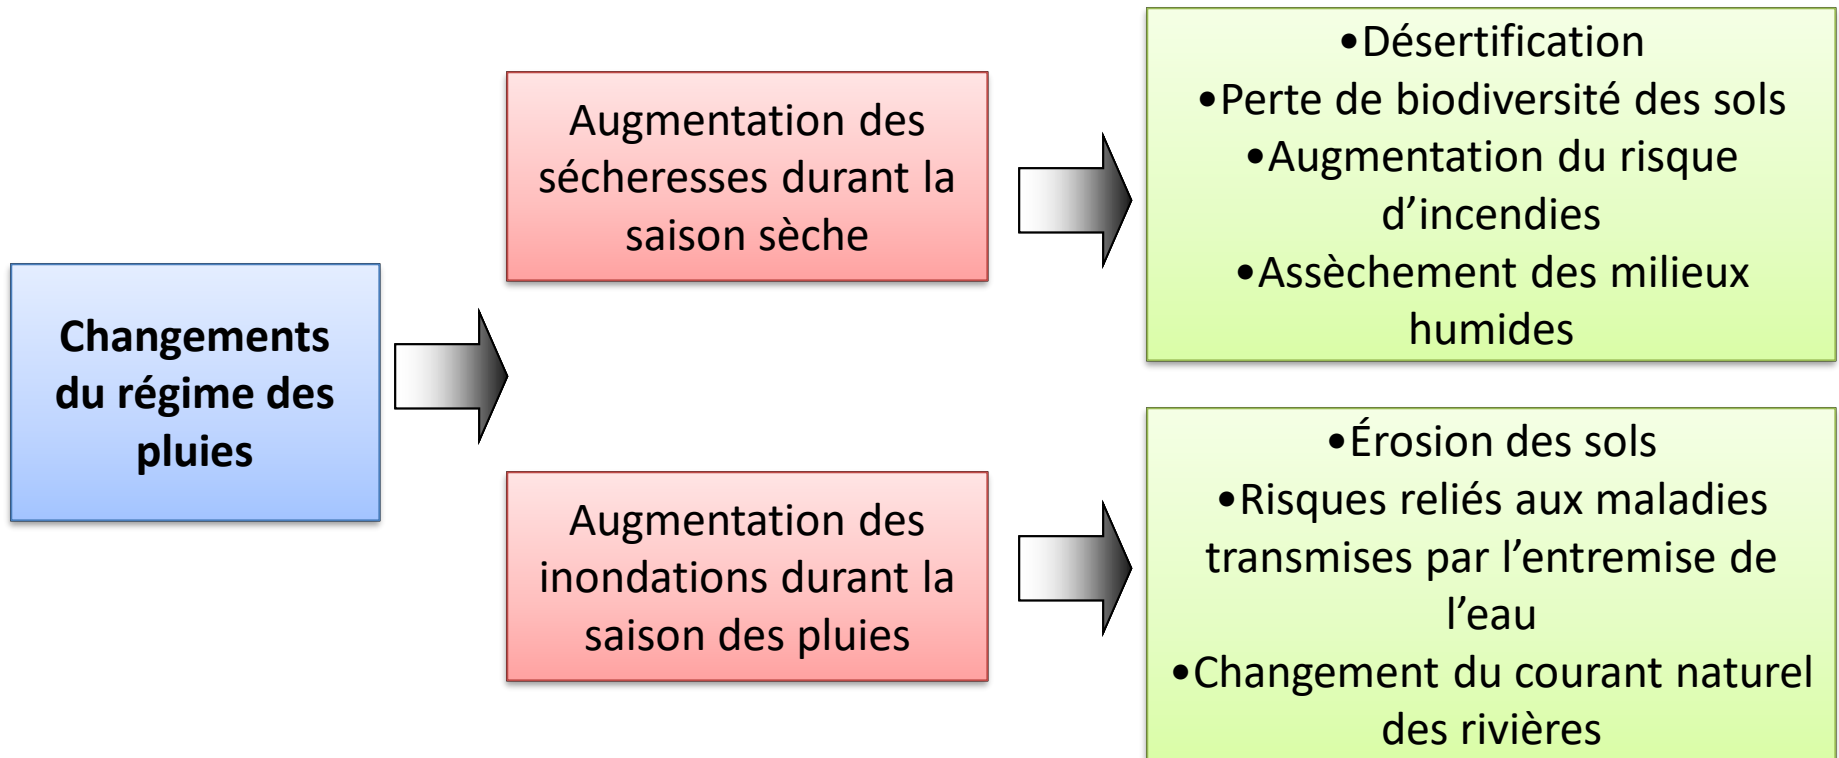 Changements
du régime des
pluies
Augmentation des
sécheresses durant la
saison sèche
•Désertification
•Perte de biodiversité des sols
•Augmentation du risque
d’incendies
•Assèchement des milieux
humides
Augmentation des
inondations durant la
saison des pluies
•Érosion des sols
•Risques reliés aux maladies
transmises par l’entremise de
l’eau
•Changement du courant naturel
des rivières